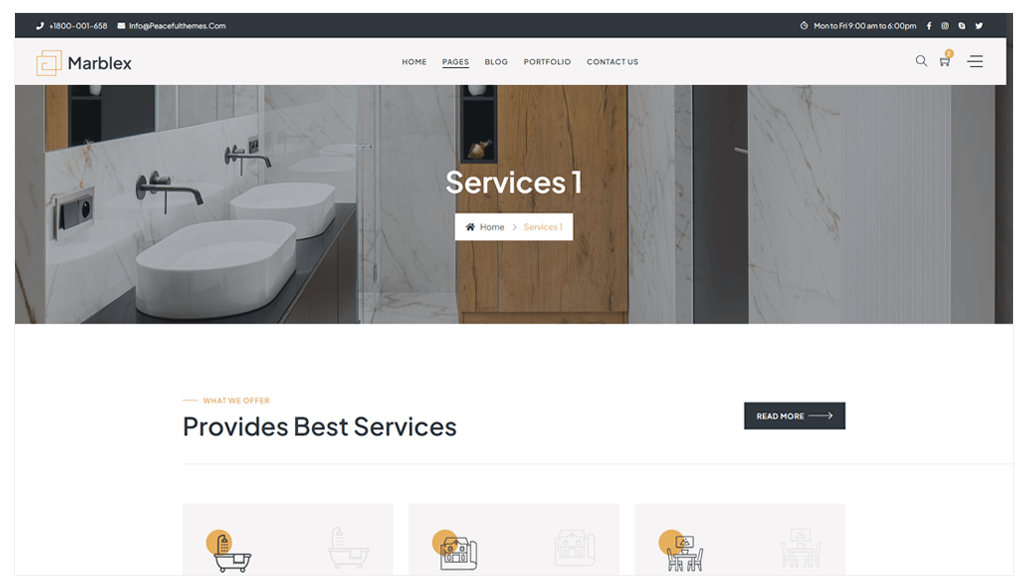 +1800-001-658 Info@Peacefulthemes.Com Mon to Fri 9:00 am to 6:00pm
Marblex HOME PAGES BLOG PORTFOLIO CONTACT US
Services 1
Home > Services 1
WHAT WE OFFER
Provides Best Services
READ MORE